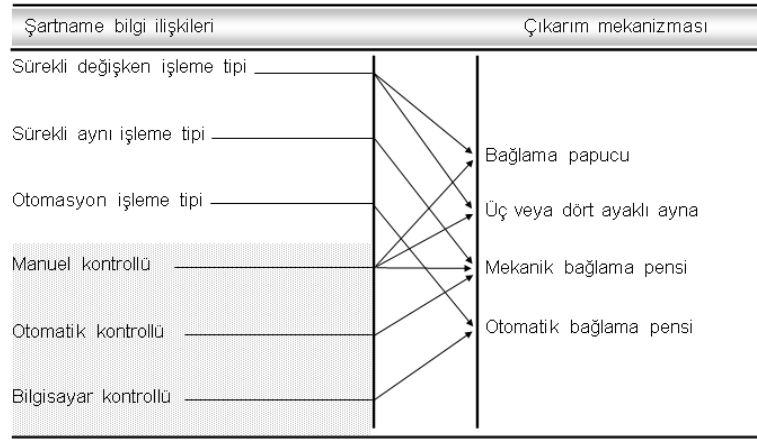 Şartname bilgi ilişkileri
Çıkarım mekanizması
Sürekli değişken işleme tipi
Sürekli aynı işleme tipi
Bağlama papucu
Otomasyon işleme tipi
Üç veya dört ayaklı ayna
Manuel kontrollü
Mekanik bağlama pensi
Otomatik kontrollü
Otomatik bağlama pensi
Bilgisayar kontrollü